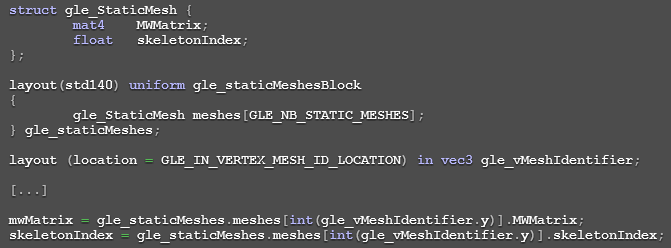 struct gle_StaticMesh {
mat4 MWMatrix;
float skeletonIndex;
};
layout(std140) uniform gle_staticMeshesBlock
{
gle_StaticMesh meshes[GLE_NB_STATIC_MESHES];
} gle_staticMeshes;
layout (location = GLE_IN_VERTEX_MESH_ID_LOCATION) in vec3 gle_vMeshIdentifier;
[...]
mwMatrix = gle_staticMeshes.meshes[int(gle_vMeshIdentifier.y)].MWMatrix;
skeletonIndex = gle_staticMeshes.meshes[int(gle_vMeshIdentifier.y)].skeletonIndex;